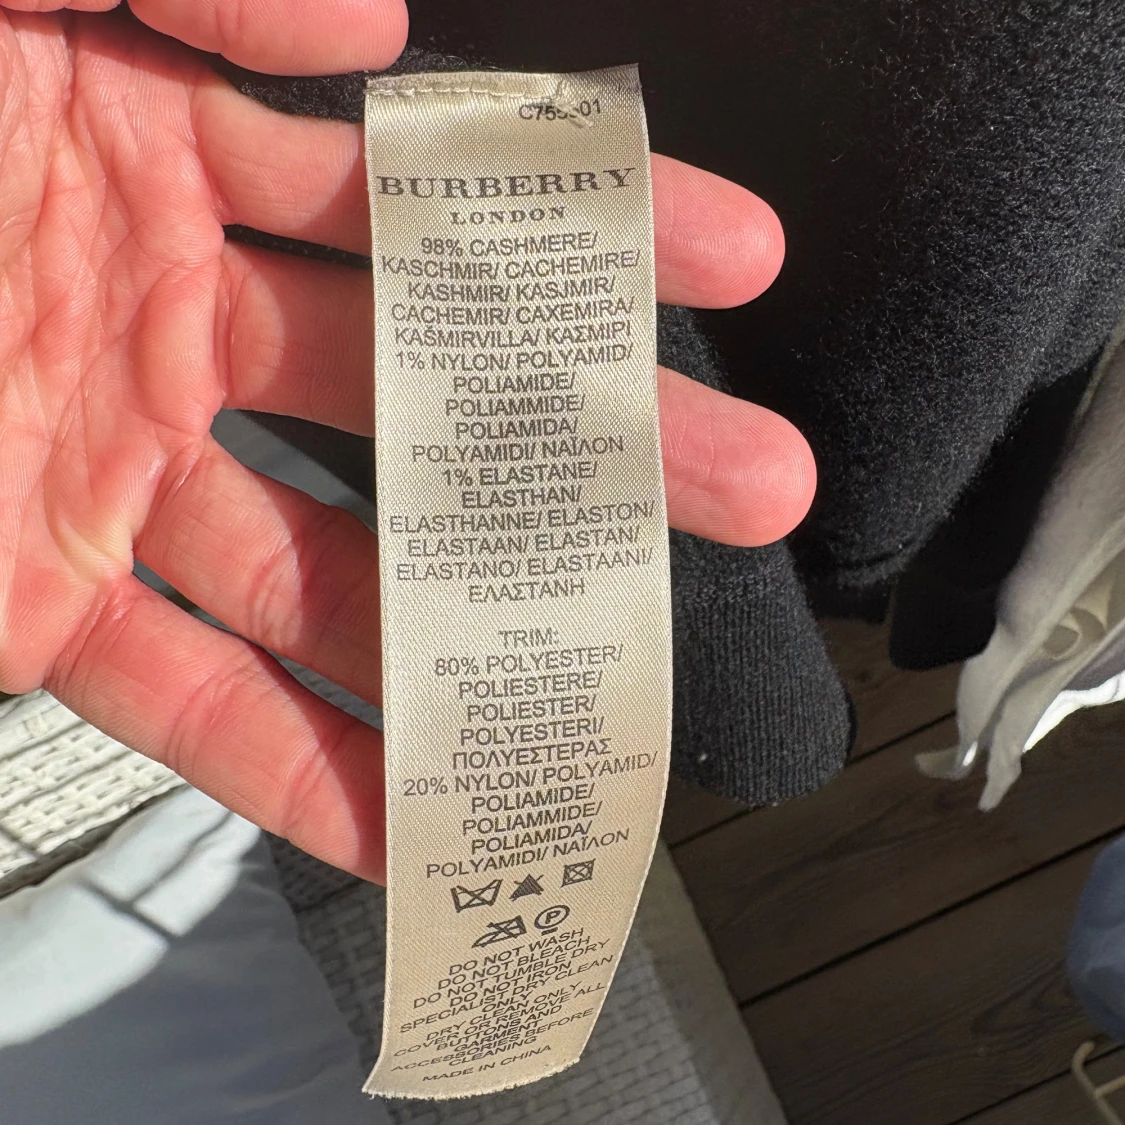 BURBERRY
LONDON
98% CASHMERE/
KASCHMIR/ CACHEMIRE/
KASHMIR/ KASJMIR/
CACHEMIR/ CAXEMIRA/
KAŠMIRVILLA/ ΚΑΣΜΙΡΙ
1% NYLON/ POLYAMID/
POLIAMIDE/
POLIAMMIDE/
POLIAMIDA/
POLYAMIDI/ ΝΑΪΛΟΝ
1% ELASTANE/
ELASTHAN/
ELASTHANNE/ ELASTON/
ELASTAAN/ ELASTAN/
ELASTANO/ ELASTAANI/
ΕΛΑΣΤΑΝΗ
TRIM:
80% POLYESTER/
POLIESTERE/
POLIESTER/
POLYESTERI/
ΠΟΛΥΕΣΤΕΡΑΣ
20% NYLON/ POLYAMID/
POLIAMIDE/
POLIAMMIDE/
POLIAMIDA/
POLYAMIDI/ ΝΑΪΛΟΝ
P
DO NOT WASH
DO NOT BLEACH
DO NOT TUMBLE DRY
DO NOT IRON
SPECIALIST DRY CLEAN
ONLY
DRY CLEAN ONLY
COVER OR REMOVE ALL
BUTTONS AND
GARMENT
ACCESSORIES BEFORE
CLEANING
MADE IN CHINA